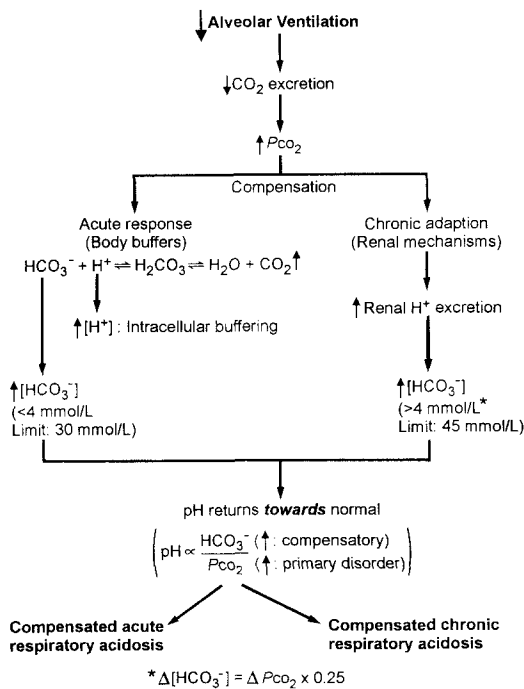 ↓ Alveolar Ventilation
↓CO₂ excretion
↑Pco₂
Compensation
Acute response
(Body buffers)
HCO₃⁻ + H⁺ ⇌ H₂CO₃ ⇌ H₂O + CO₂↑
↑[H⁺] : Intracellular buffering
↑[HCO₃⁻]
(<4 mmol/L
Limit: 30 mmol/L)
Chronic adaption
(Renal mechanisms)
↑Renal H⁺ excretion
↑[HCO₃⁻]
(>4 mmol/L*
Limit: 45 mmol/L)
pH returns towards normal
(pH ∝ HCO₃⁻ (↑: compensatory)
Pco₂ (↑: primary disorder))
Compensated acute
respiratory acidosis
Compensated chronic
respiratory acidosis
*Δ[HCO₃⁻] = Δ Pco₂ x 0.25